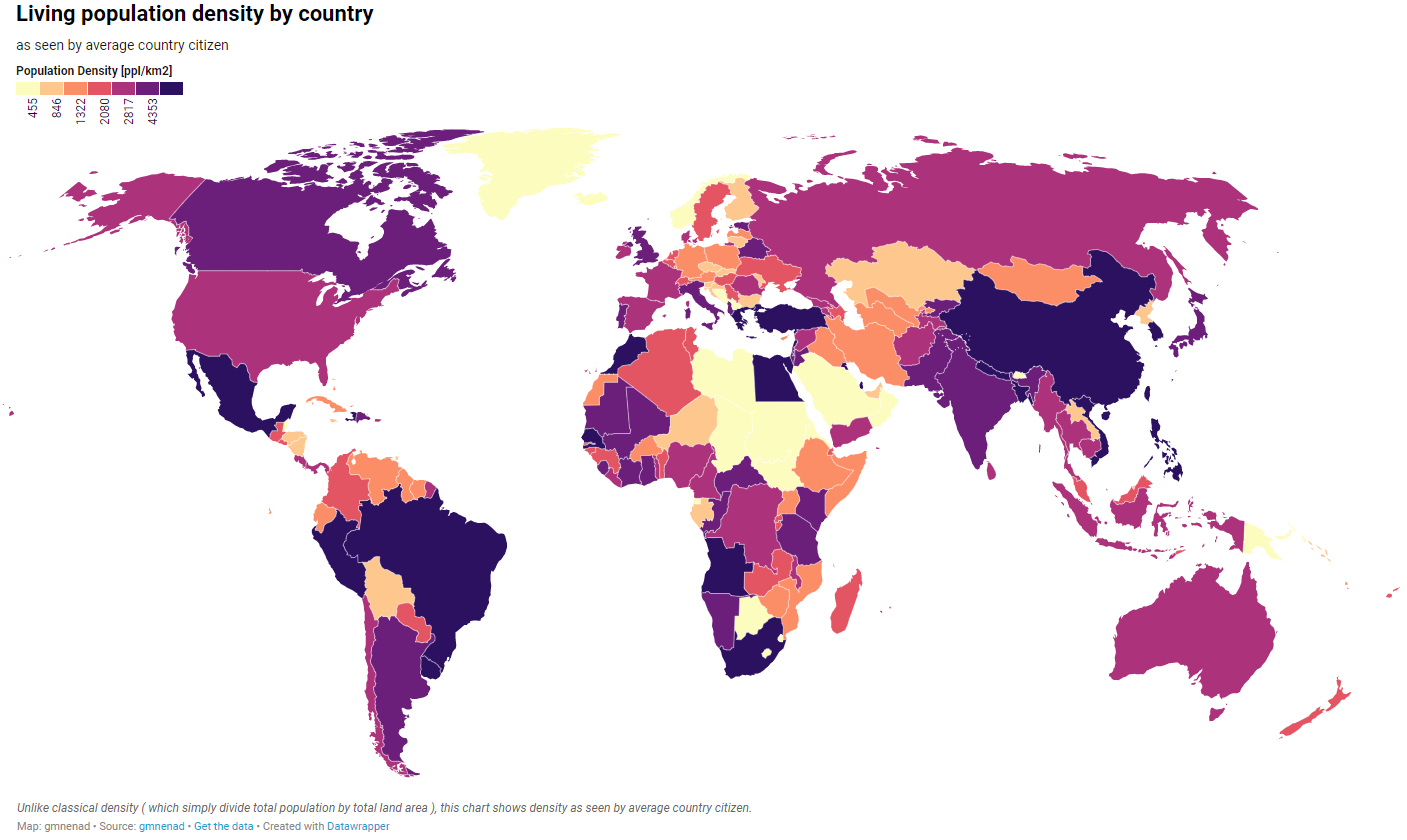 Living population density by country
as seen by average country citizen
Population Density [ppl/km2]
455
846
1322
2080
2817
4353
Unlike classical density ( which simply divide total population by total land area ), this chart shows density as seen by average country citizen.
Map: gmnenad • Source: gmnenad • Get the data • Created with Datawrapper